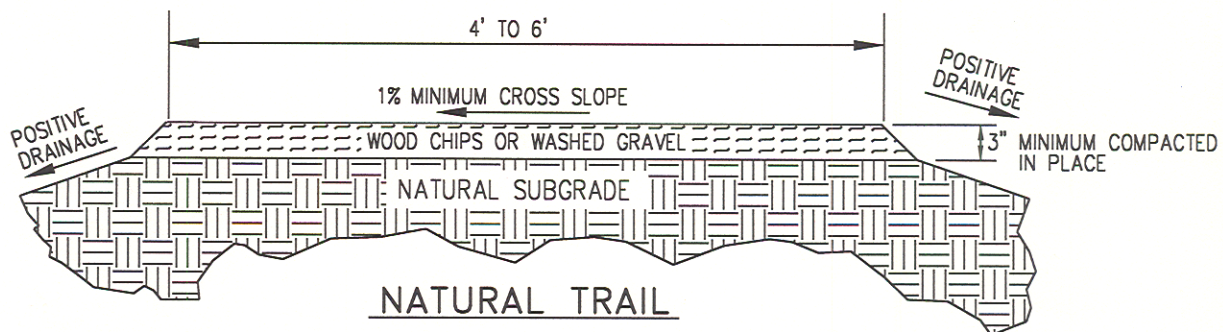 4' TO 6'
POSITIVE
DRAINAGE
1% MINIMUM CROSS SLOPE
POSITIVE
DRAINAGE
WOOD CHIPS OR WASHED GRAVEL
3" MINIMUM COMPACTED
IN PLACE
NATURAL SUBGRADE
NATURAL TRAIL